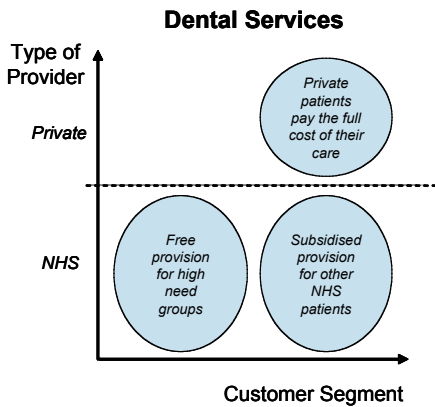 Dental Services
Type of
Provider
Private
Private
patients
pay the full
cost of their
care
NHS
Free
provision
for high
need
groups
Subsidised
provision
for other
NHS
patients
Customer Segment